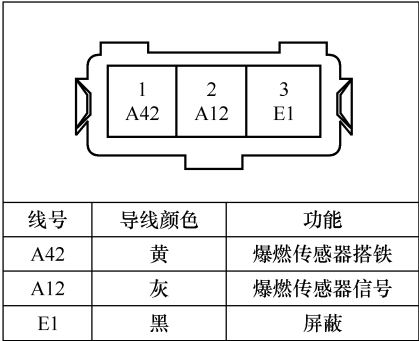 1 2 3
A42 A12 E1
线号 导线颜色 功能
A42 黄 爆燃传感器搭铁
A12 灰 爆燃传感器信号
E1 黑 屏蔽